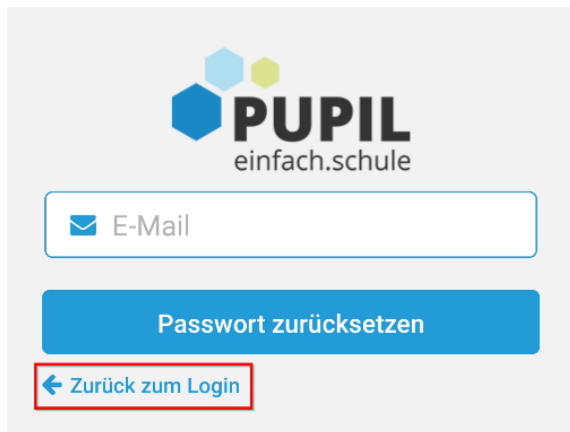 PUPIL
einfach.schule
E-Mail
Passwort zurücksetzen
Zurück zum Login